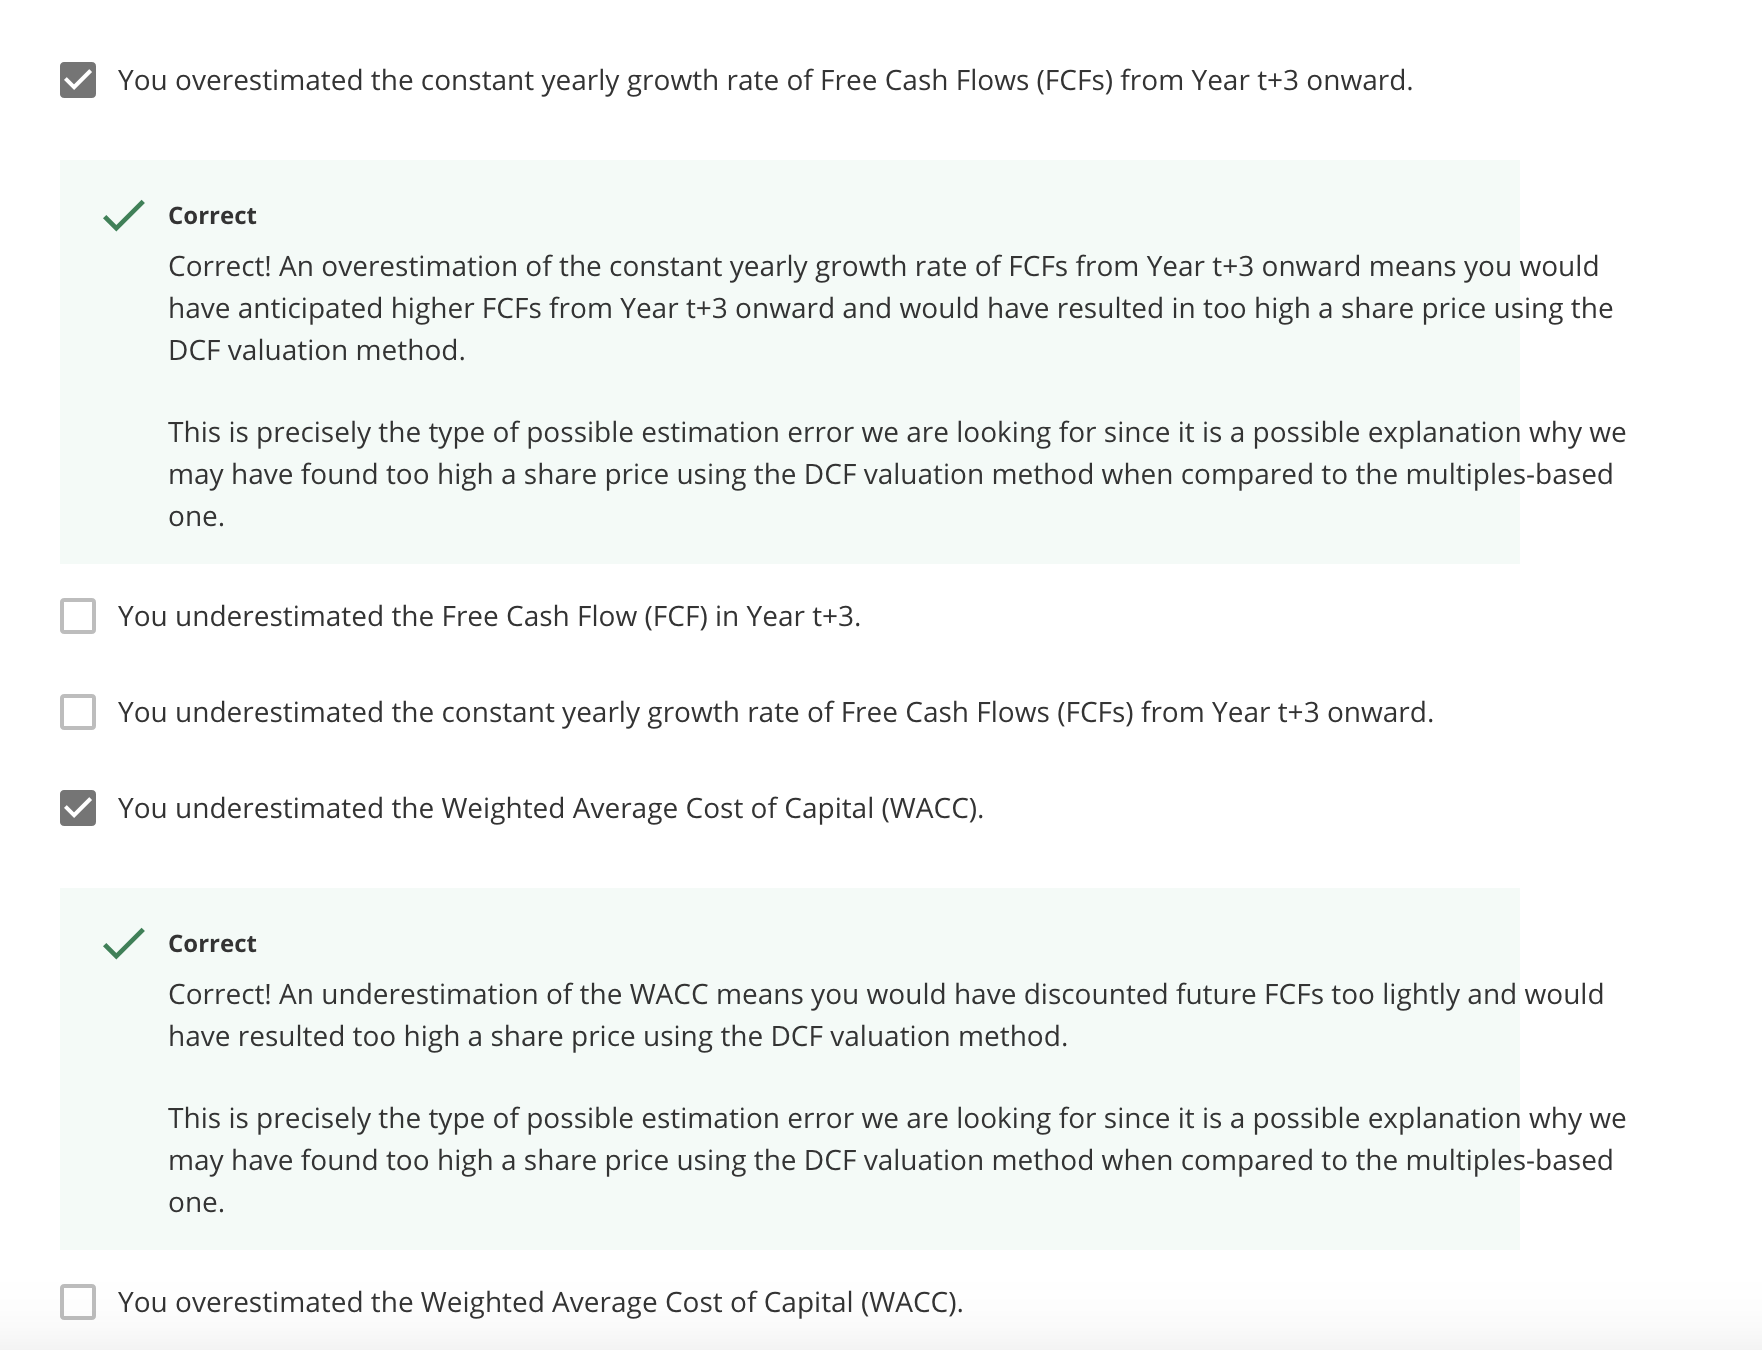 You overestimated the constant yearly growth rate of Free Cash Flows (FCFs) from Year t+3 onward.
Correct
Correct! An overestimation of the constant yearly growth rate of FCFs from Year t+3 onward means you would
have anticipated higher FCFs from Year t+3 onward and would have resulted in too high a share price using the
DCF valuation method.
This is precisely the type of possible estimation error we are looking for since it is a possible explanation why we
may have found too high a share price using the DCF valuation method when compared to the multiples-based
one.
You underestimated the Free Cash Flow (FCF) in Year t+3.
You underestimated the constant yearly growth rate of Free Cash Flows (FCFs) from Year t+3 onward.
You underestimated the Weighted Average Cost of Capital (WACC).
Correct
Correct! An underestimation of the WACC means you would have discounted future FCFs too lightly and would
have resulted too high a share price using the DCF valuation method.
This is precisely the type of possible estimation error we are looking for since it is a possible explanation why we
may have found too high a share price using the DCF valuation method when compared to the multiples-based
one.
You overestimated the Weighted Average Cost of Capital (WACC).